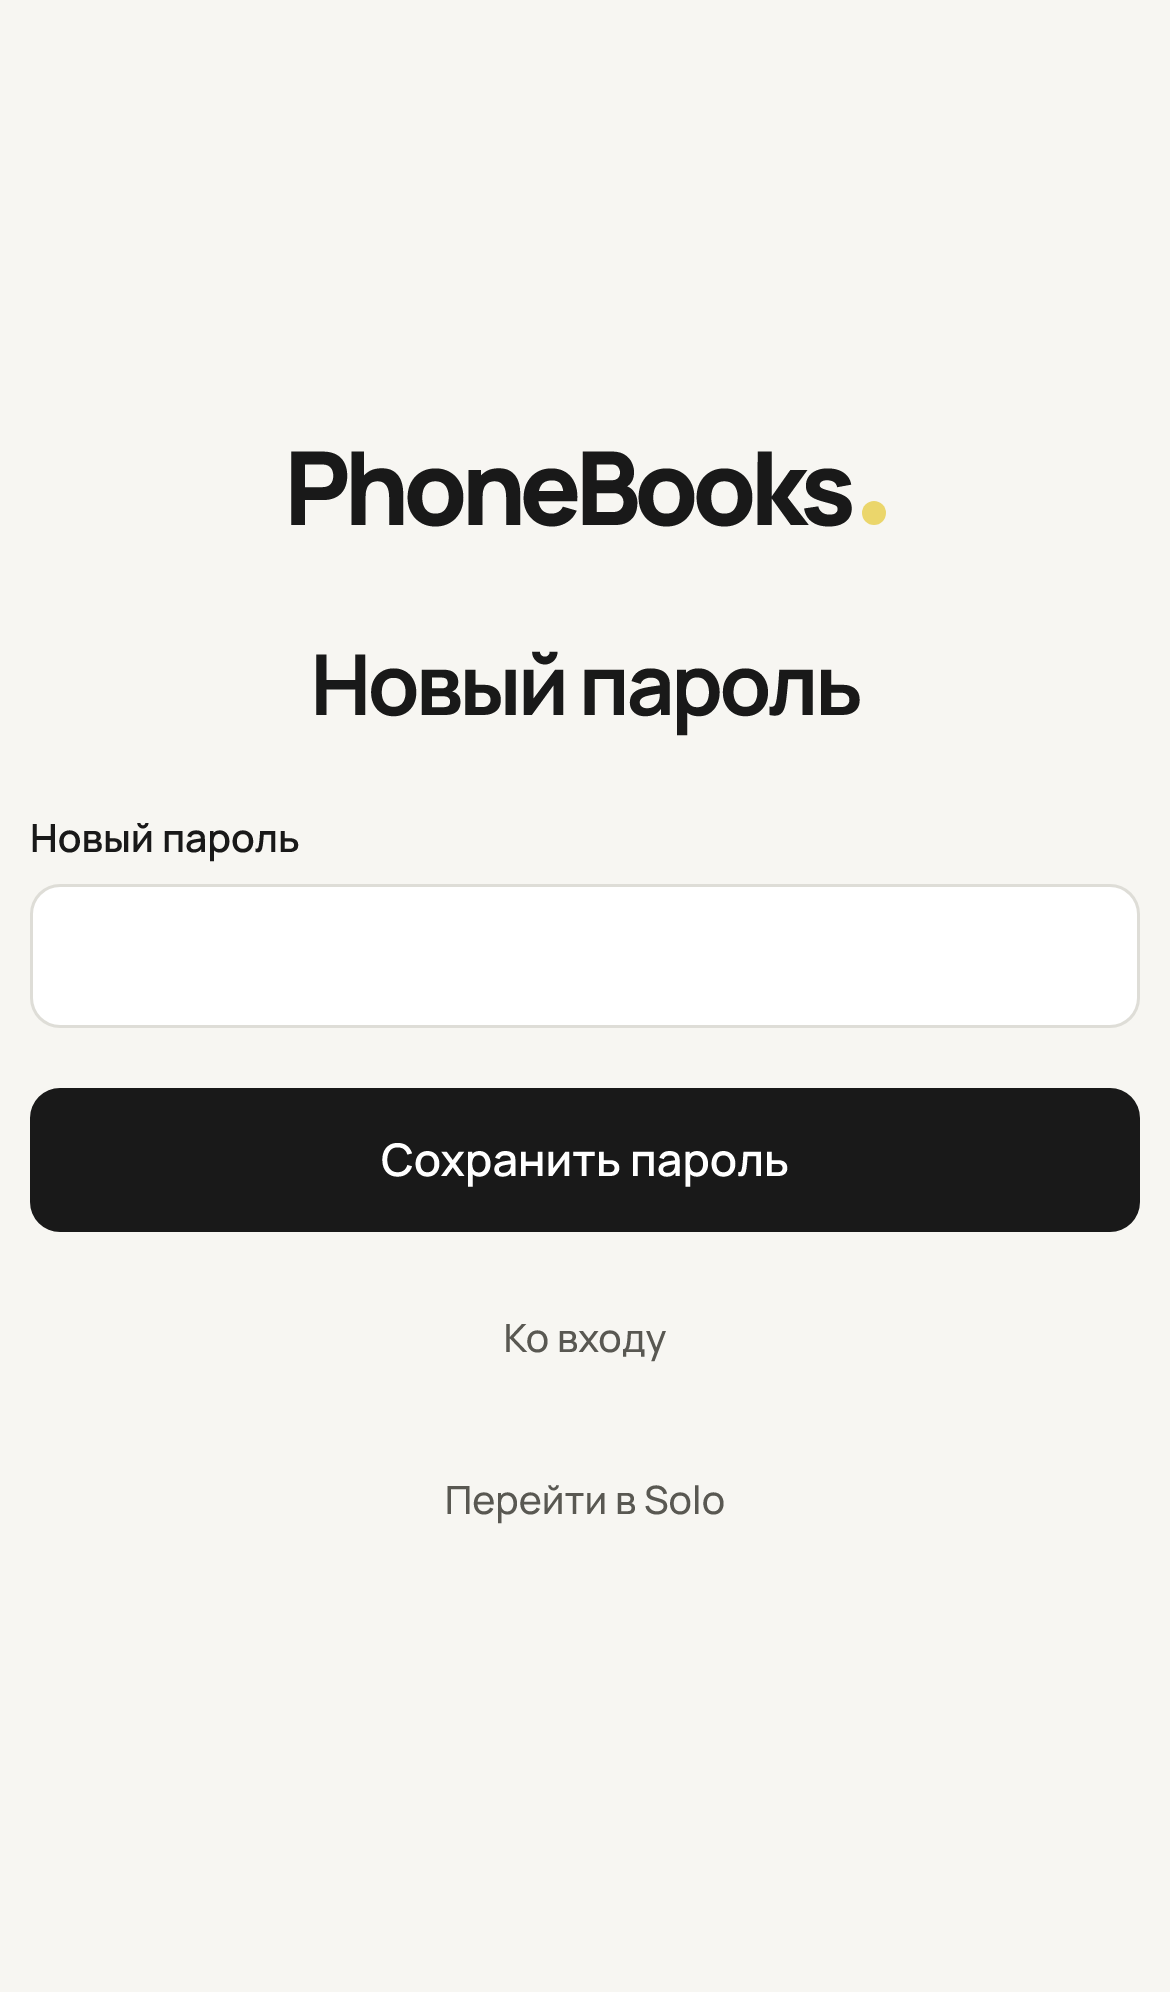 PhoneBooks.
Новый пароль
Новый пароль
Сохранить пароль
Ко входу
Перейти в Solo